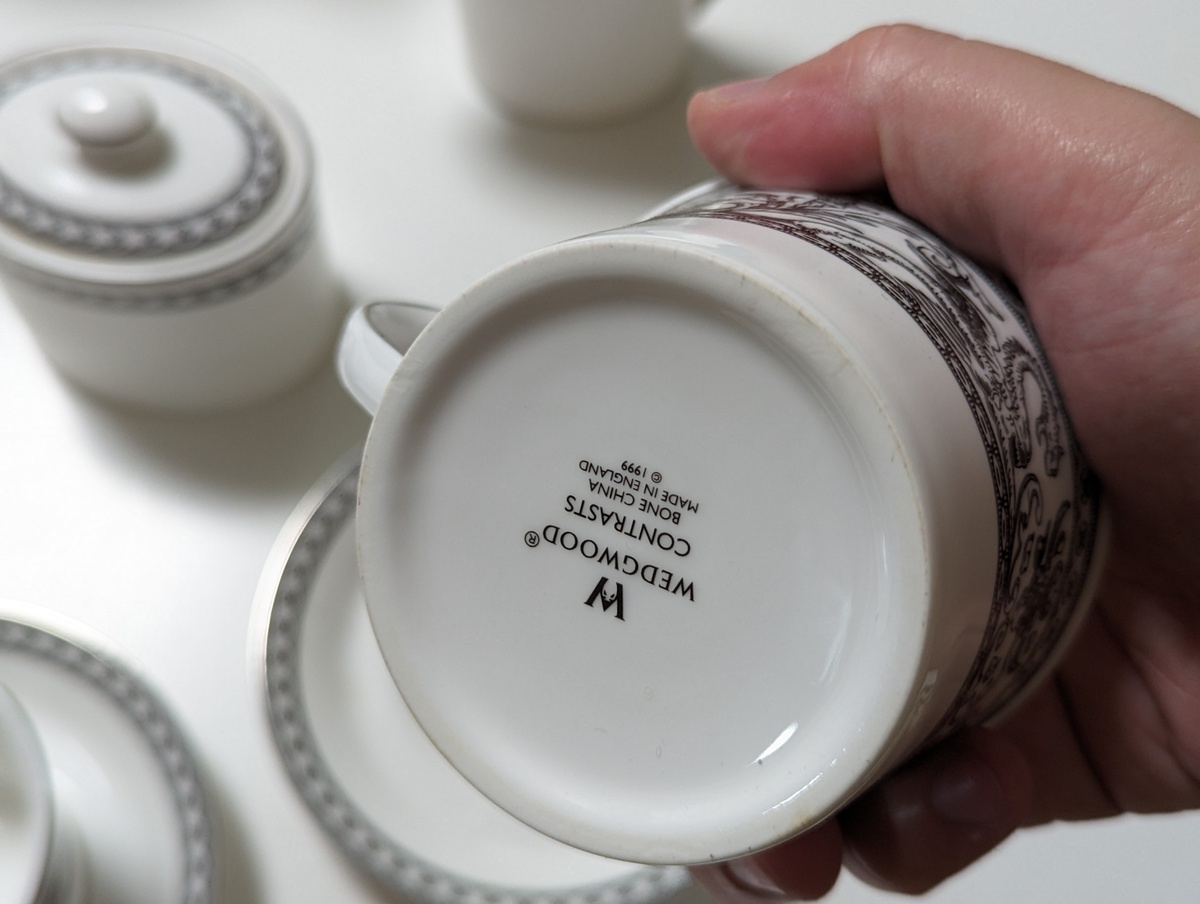 W
WEDGWOOD®
CONTRASTS
BONE CHINA
MADE IN ENGLAND
© 1999